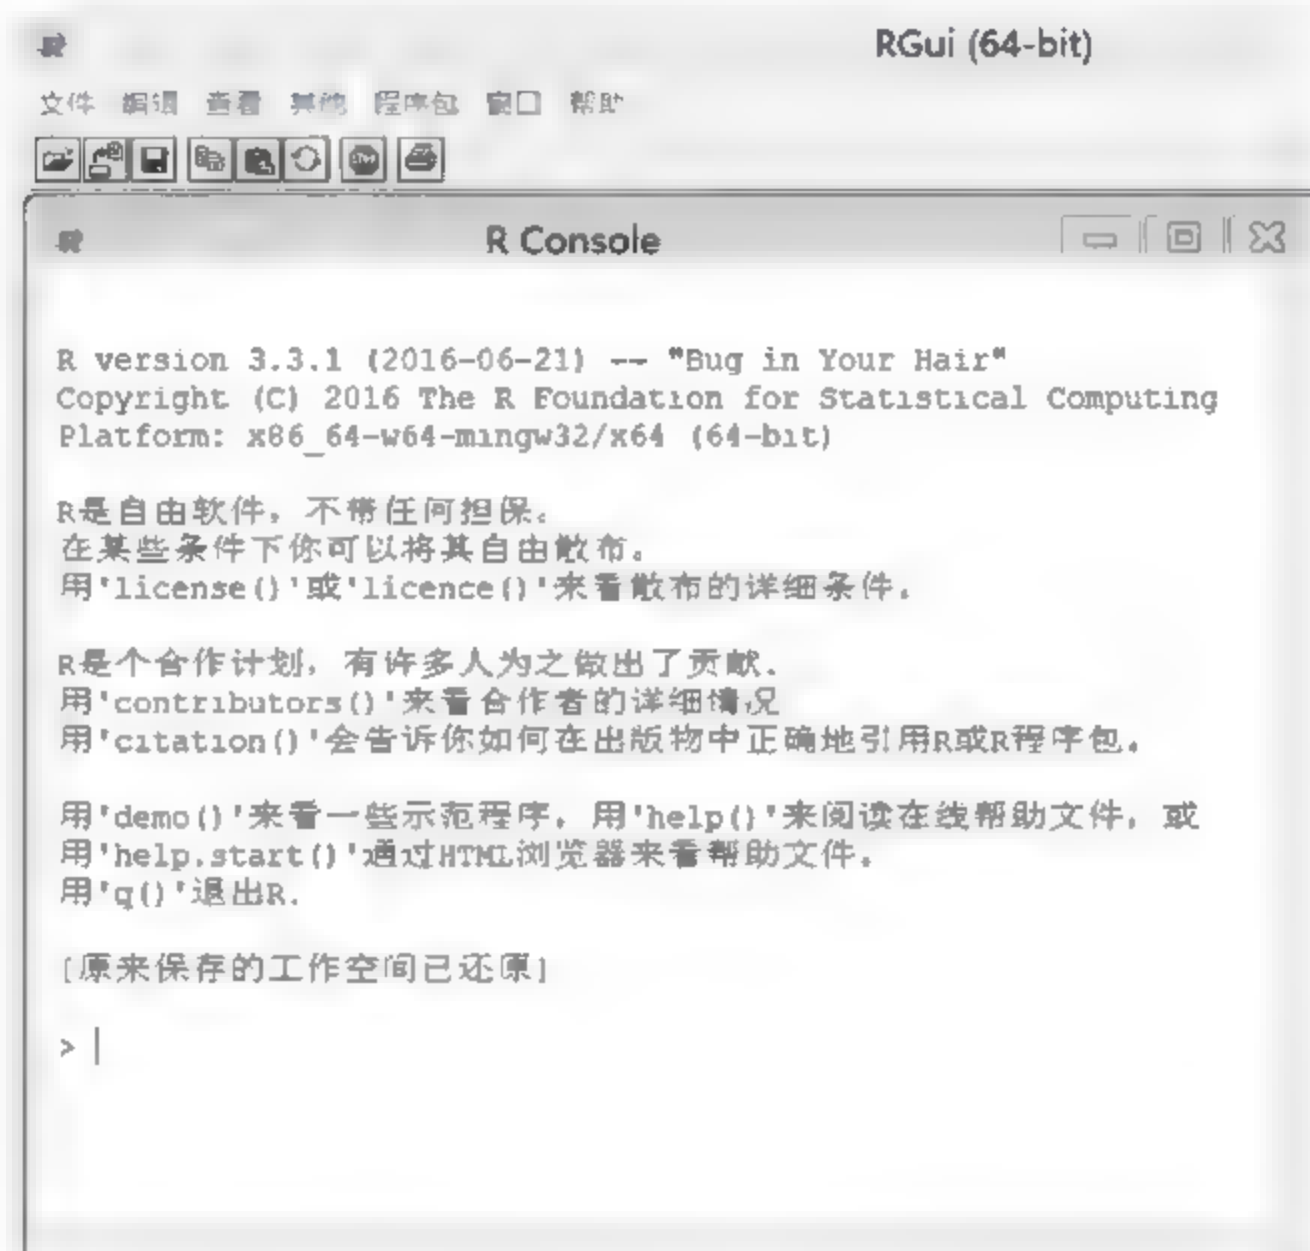 RGui (64-bit)
文件 编辑 查看 其他 程序包 窗口 帮助
R Console
R version 3.3.1 (2016-06-21) -- "Bug in Your Hair"
Copyright (C) 2016 The R Foundation for Statistical Computing
Platform: x86_64-w64-mingw32/x64 (64-bit)
R是自由软件，不带任何担保。
在某些条件下你可以将其自由散布。
用'license()'或'licence()'来看散布的详细条件。
R是个合作计划，有许多人为之做出了贡献.
用'contributors()'来看合作者的详细情况
用'citation()'会告诉你如何在出版物中正确地引用R或R程序包。
用'demo()'来看一些示范程序，用'help()'来阅读在线帮助文件，或
用'help.start()'通过HTML浏览器来看帮助文件。
用'q()'退出R.
[原来保存的工作空间已还原]
>